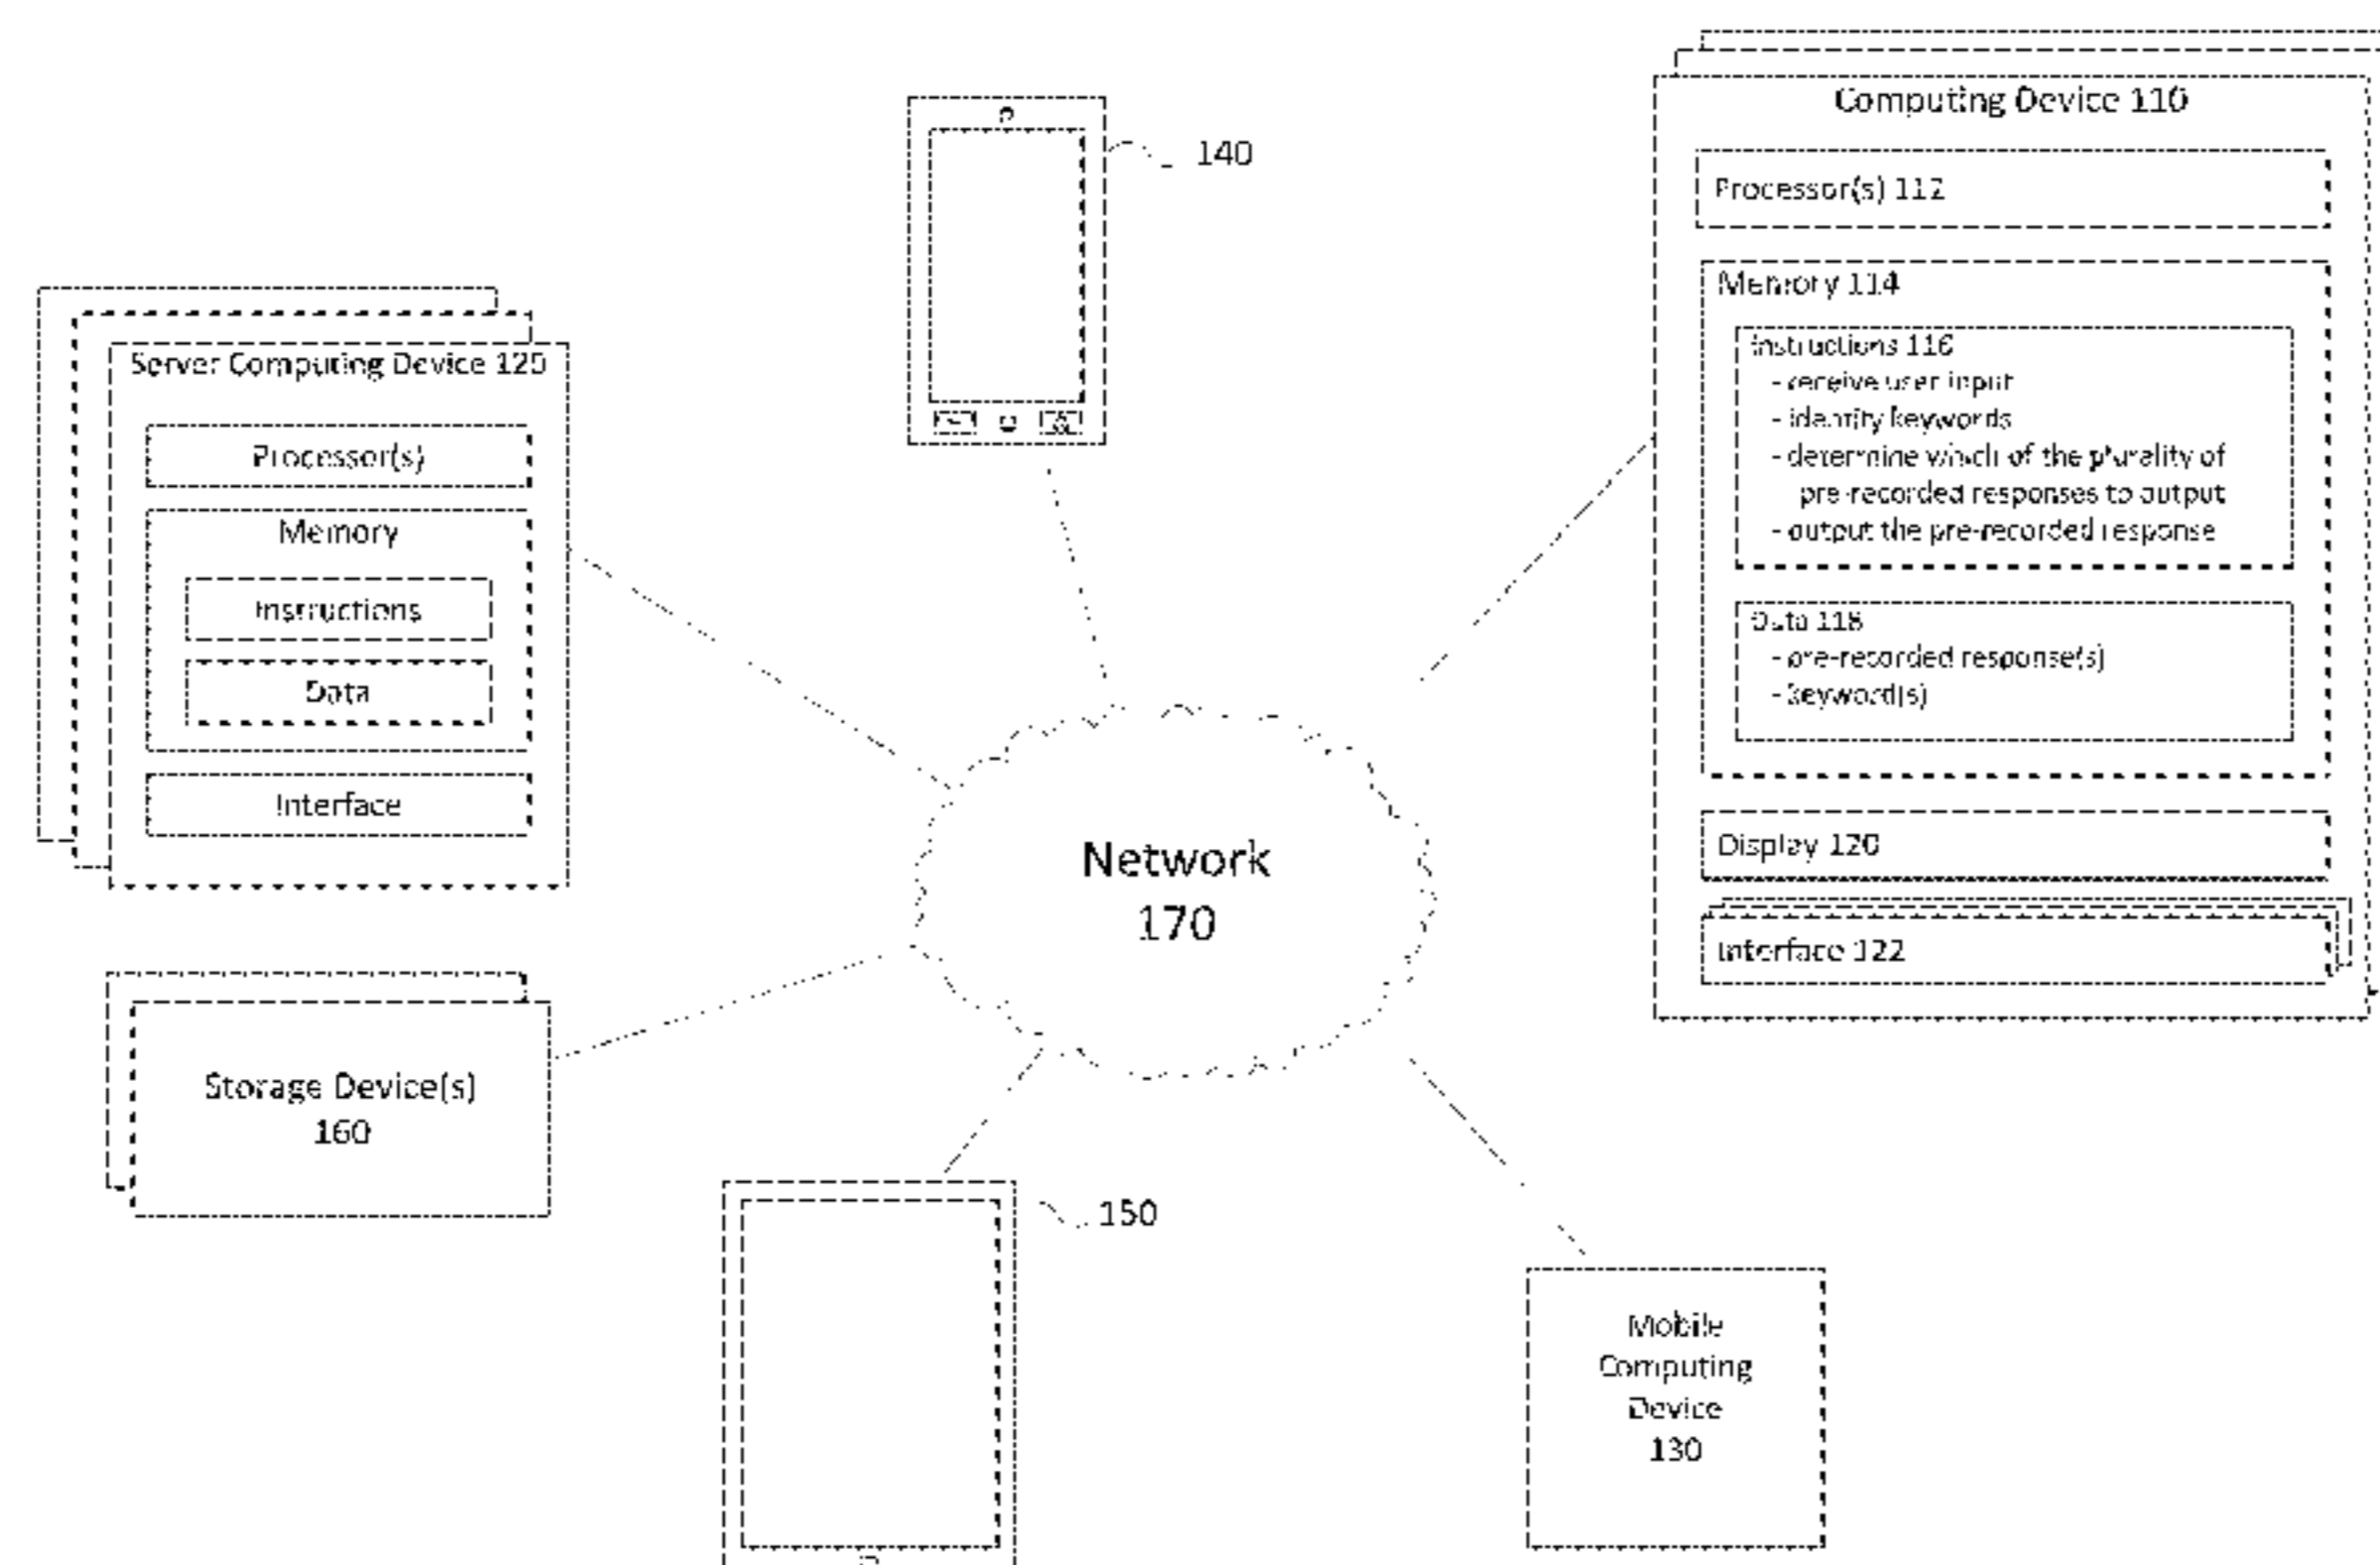 140
Computing Device 110
Processor(s) 112
Memory 114
Instructions 116
- receive user input
- identify keywords
- determine which of the plurality of
pre-recorded responses to output
- output the pre-recorded response
Data 118
- pre-recorded response(s)
- keyword(s)
Display 120
Interface 122
Server Computing Device 125
Processor(s)
Memory
Instructions
Data
Interface
Network
170
Storage Device(s)
160
150
Mobile
Computing
Device
130